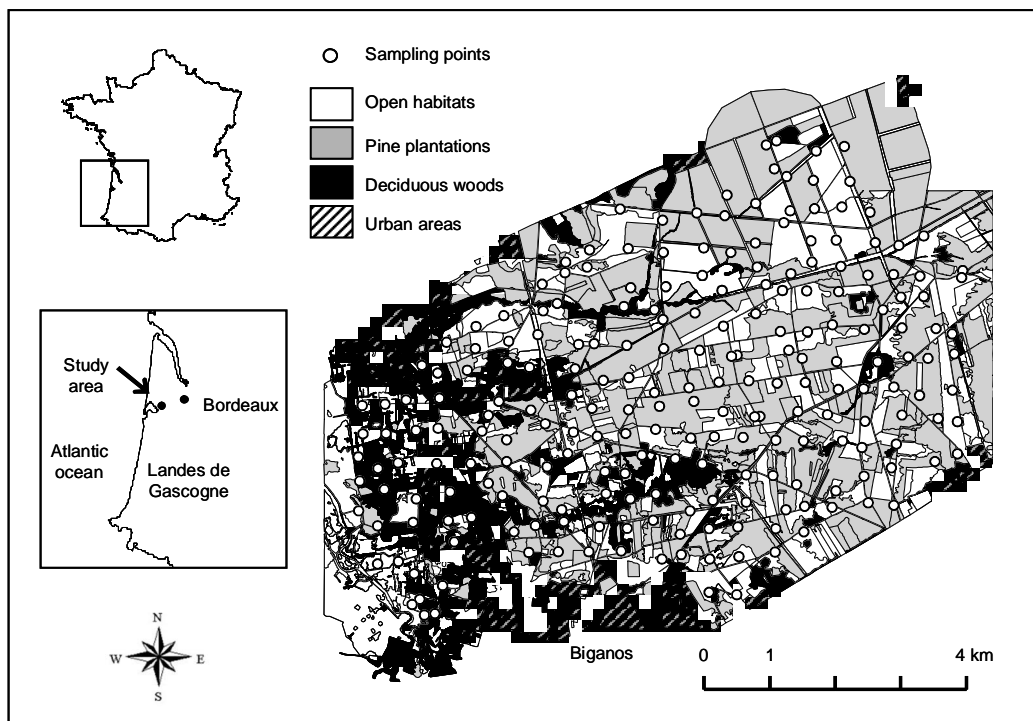 Sampling points
Open habitats
Pine plantations
Deciduous woods
Urban areas
Study
area
Bordeaux
Atlantic
ocean
Landes de
Gascogne
N
W
E
S
Biganos
0 1 4 km